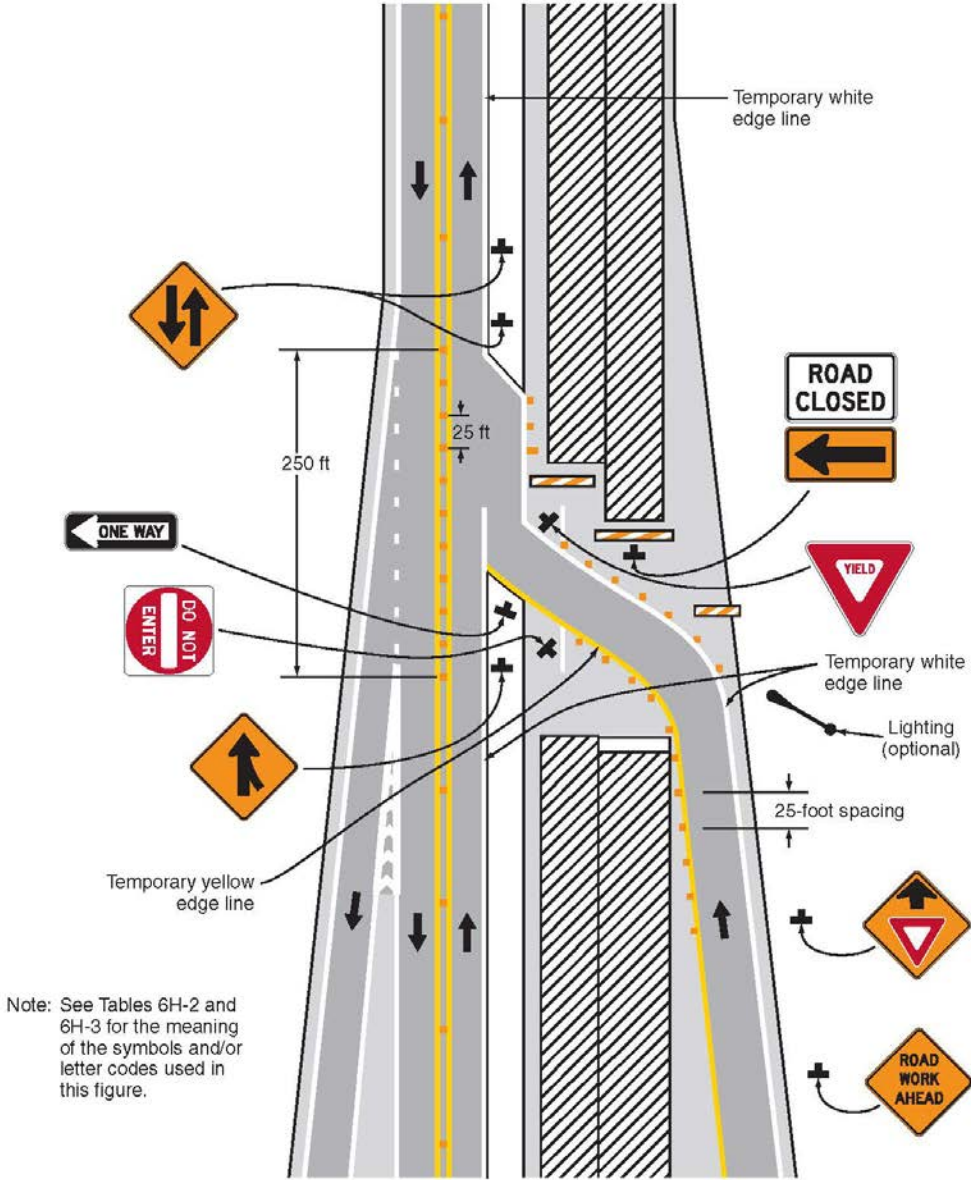 Temporary white
edge line
ROAD
CLOSED
25 ft
250 ft
ONE WAY
YIELD
DO NOT
ENTER
Temporary white
edge line
Lighting
(optional)
25-foot spacing
Temporary yellow
edge line
Note: See Tables 6H-2 and
6H-3 for the meaning
of the symbols and/or
letter codes used in
this figure.
ROAD
WORK
AHEAD